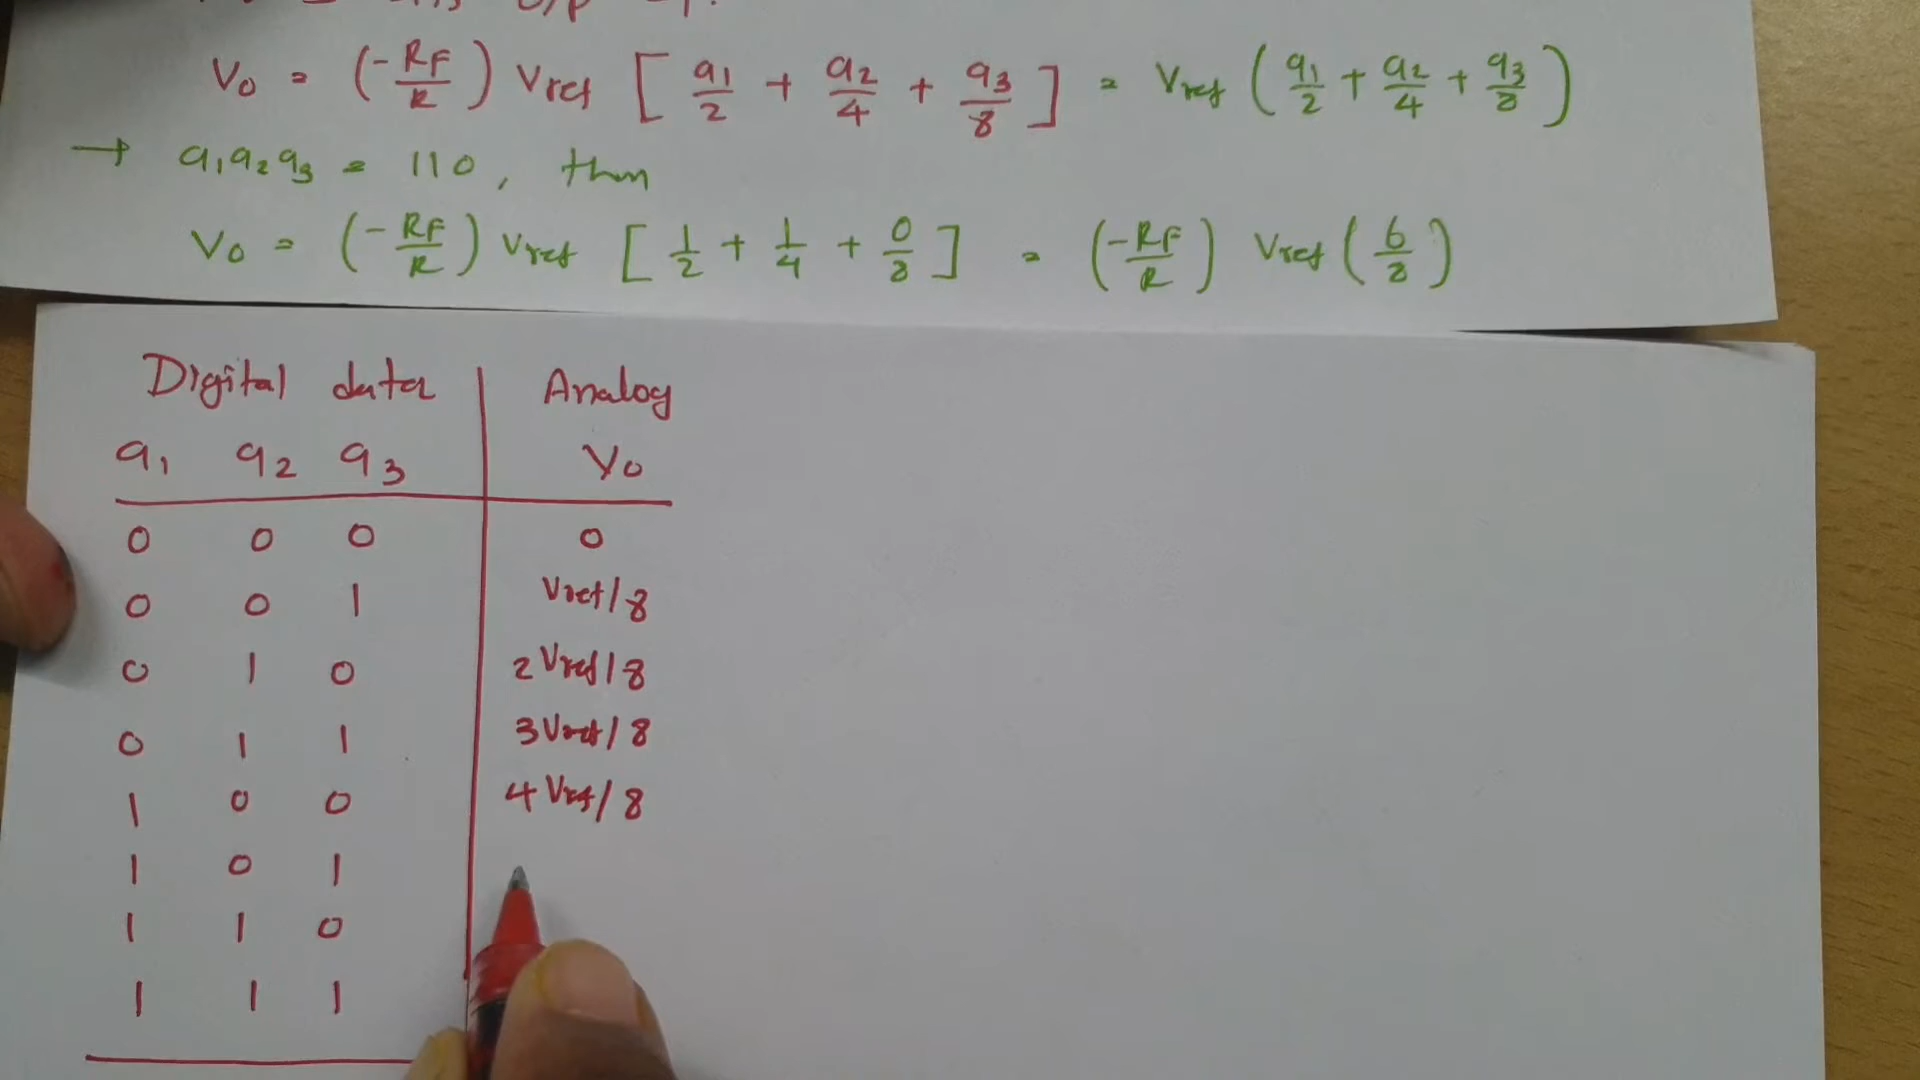 o/p
V₀ = (-RF/R) Vref [a₁/2 + a₂/4 + a₃/8] = Vref (a₁/2 + a₂/4 + a₃/8)
→ a₁a₂a₃ = 110, then
V₀ = (-RF/R) Vref [1/2 + 1/4 + 0/8] = (-RF/R) Vref (6/8)
Digital data | Analog
a₁ a₂ a₃ | V₀
0 0 0 | 0
0 0 1 | Vref/8
0 1 0 | 2Vref/8
0 1 1 | 3Vref/8
1 0 0 | 4Vref/8
1 0 1
1 1 0
1 1 1